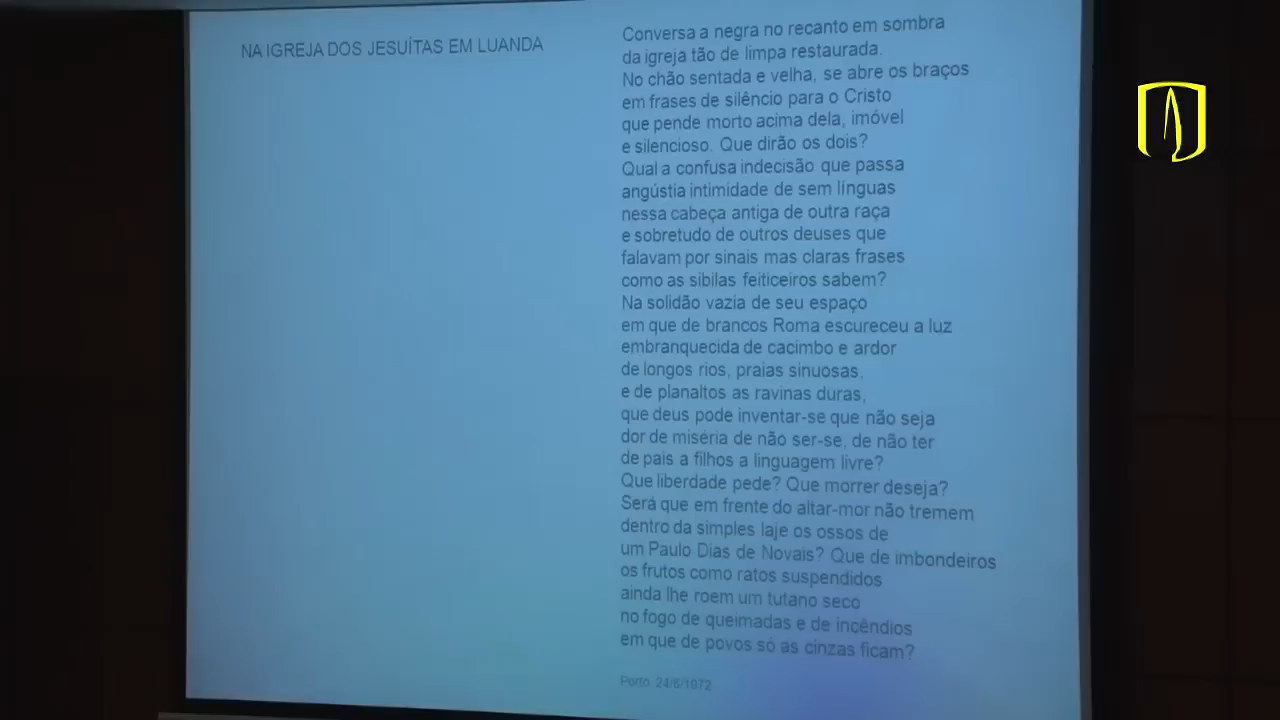 NA IGREJA DOS JESUÍTAS EM LUANDA
Conversa a negra no recanto em sombra
da igreja tão de limpa restaurada.
No chão sentada e velha, se abre os braços
em frases de silêncio para o Cristo
que pende morto acima dela, imóvel
e silencioso. Que dirão os dois?
Qual a confusa indecisão que passa
angústia intimidade de sem línguas
nessa cabeça antiga de outra raça
e sobretudo de outros deuses que
falavam por sinais mas claras frases
como as sibilas feiticeiros sabem?
Na solidão vazia de seu espaço
em que de brancos Roma escureceu a luz
embranquecida de cacimbo e ardor
de longos rios, praias sinuosas,
e de planaltos as ravinas duras,
que deus pode inventar-se que não seja
dor de miséria de não ser-se, de não ter
de pais a filhos a linguagem livre?
Que liberdade pede? Que morrer deseja?
Será que em frente do altar-mor não tremem
dentro da simples laje os ossos de
um Paulo Dias de Novais? Que de imbondeiros
os frutos como ratos suspendidos
ainda lhe roem um tutano seco
no fogo de queimadas e de incêndios
em que de povos só as cinzas ficam?
Porto 24/6/1972